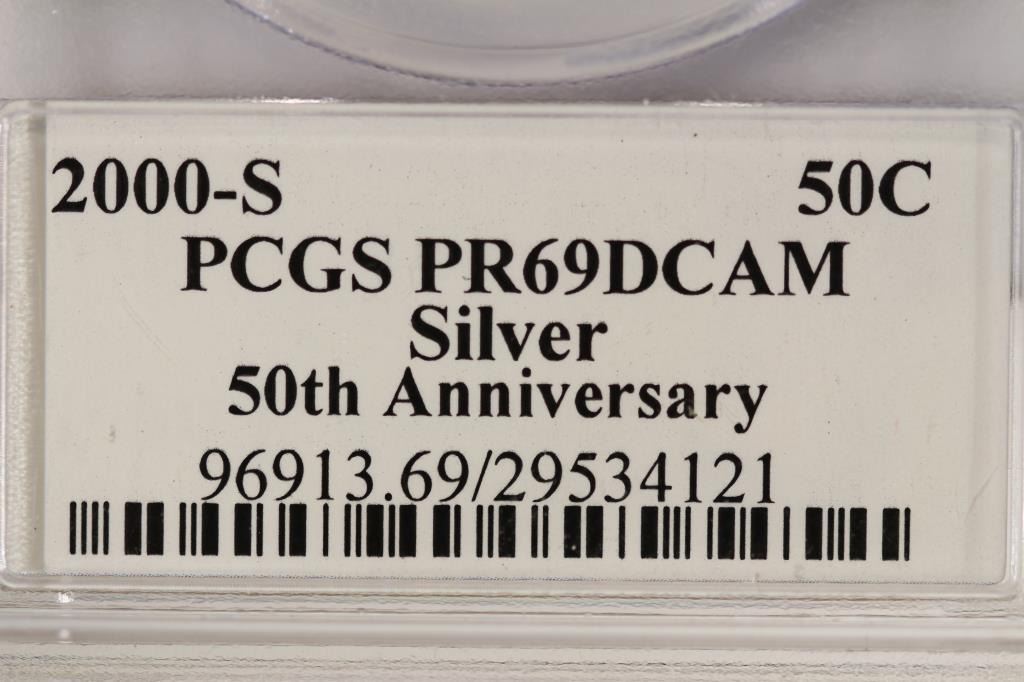 2000-S 50C
PCGS PR69DCAM
Silver
50th Anniversary
96913.69/29534121